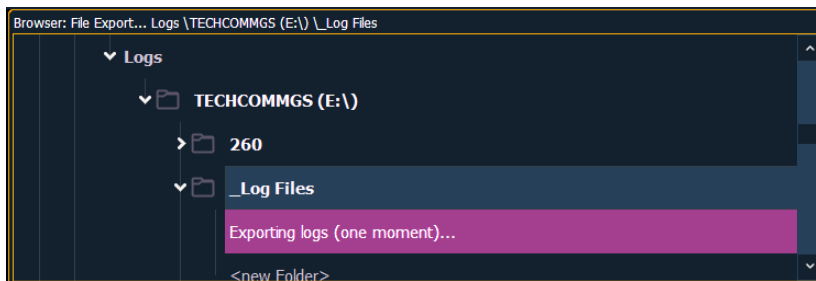 Browser: File Export... Logs \TECHCOMMGS (E:\) \_Log Files
Logs
TECHCOMMGS (E:\)
260
_Log Files
Exporting logs (one moment)...
<new Folder>